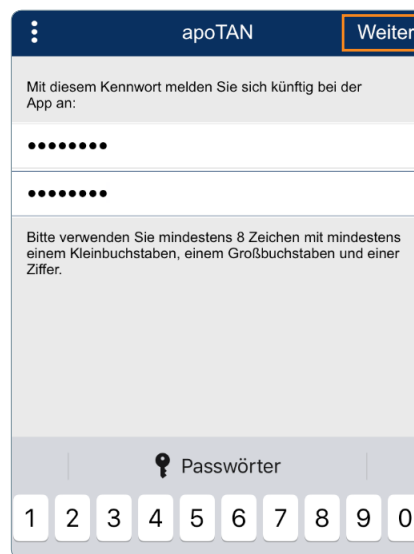 apoTAN Weiter
Mit diesem Kennwort melden Sie sich künftig bei der
App an:
••••••••
••••••••
Bitte verwenden Sie mindestens 8 Zeichen mit mindestens
einem Kleinbuchstaben, einem Großbuchstaben und einer
Ziffer.
Passwörter
1 2 3 4 5 6 7 8 9 0